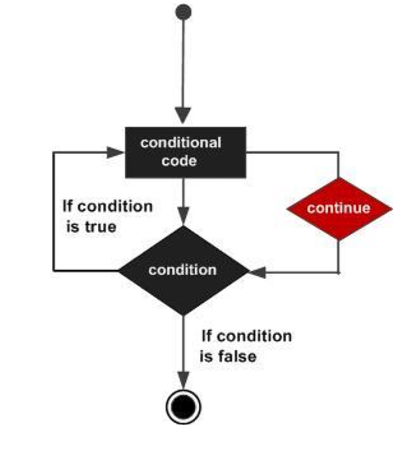 conditional
code
If condition
is true
continue
condition
If condition
is false